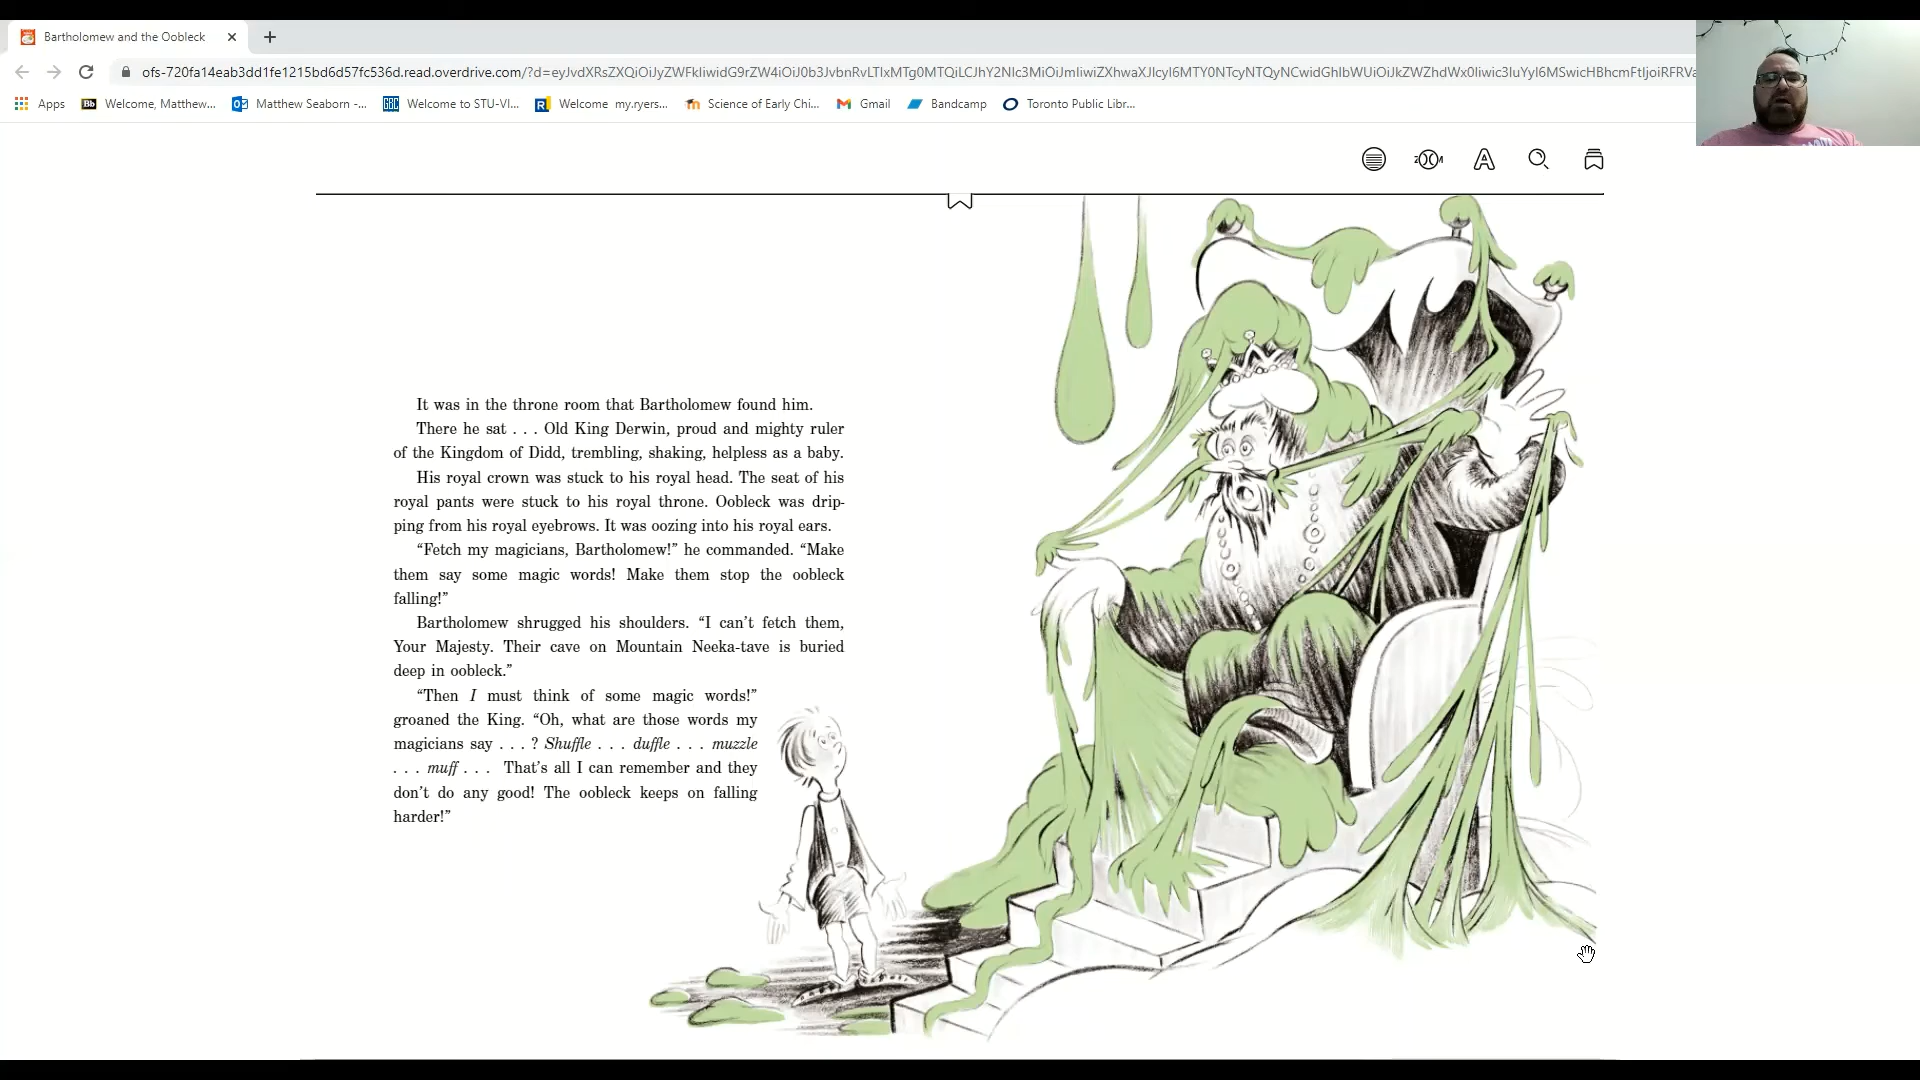 Bartholomew and the Oobleck
ofs-720fa14eab3dd1fe1215bd6d57fc536d.read.overdrive.com/?d=
Apps Welcome, Matthew... Matthew Seaborn -... Welcome to STU-VI... Welcome my.ryers... Science of Early Chi... Gmail Bandcamp Toronto Public Libr...
It was in the throne room that Bartholomew found him.
There he sat . . . Old King Derwin, proud and mighty ruler
of the Kingdom of Didd, trembling, shaking, helpless as a baby.
His royal crown was stuck to his royal head. The seat of his
royal pants were stuck to his royal throne. Oobleck was drip-
ping from his royal eyebrows. It was oozing into his royal ears.
“Fetch my magicians, Bartholomew!” he commanded. “Make
them say some magic words! Make them stop the oobleck
falling!”
Bartholomew shrugged his shoulders. “I can’t fetch them,
Your Majesty. Their cave on Mountain Neeka-tave is buried
deep in oobleck.”
“Then I must think of some magic words!”
groaned the King. “Oh, what are those words my
magicians say . . . ? Shuffle . . . duffle . . . muzzle
. . . muff . . . That’s all I can remember and they
don’t do any good! The oobleck keeps on falling
harder!”